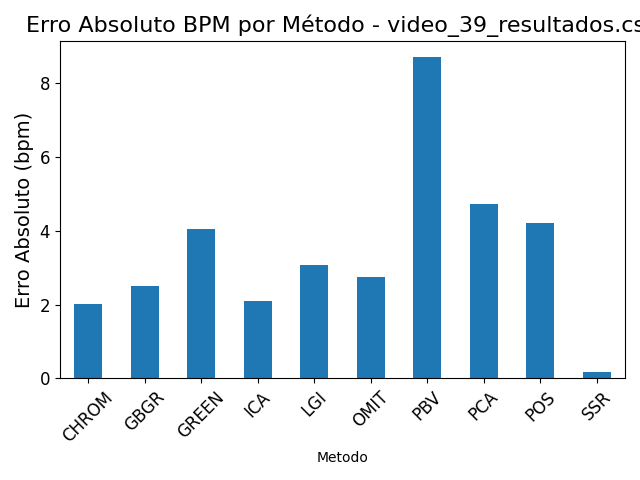 Erro Absoluto BPM por Método - video_39_resultados.cs
Erro Absoluto (bpm)
8
6
4
2
0
CHROM GBGR GREEN ICA LGI OMIT PBV PCA POS SSR
Metodo